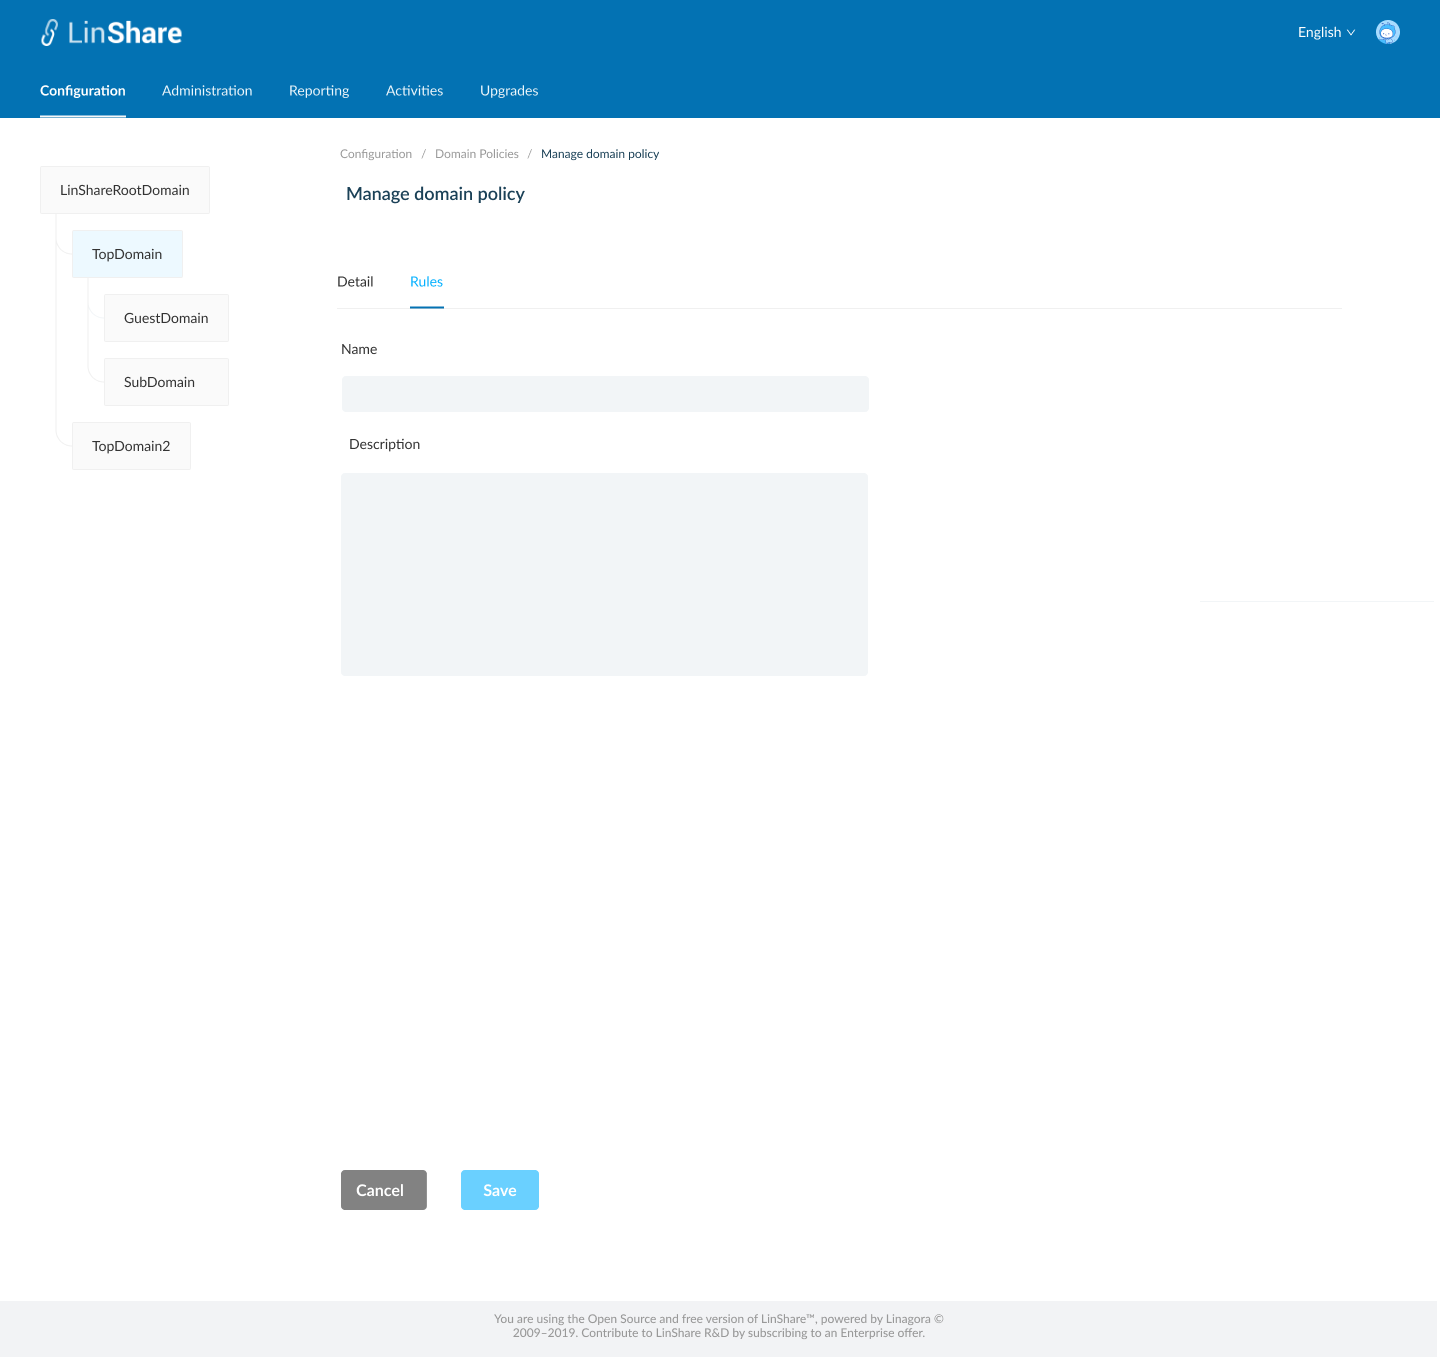 LinShare
English
Configuration Administration Reporting Activities Upgrades
Configuration / Domain Policies / Manage domain policy
LinShareRootDomain
TopDomain
GuestDomain
SubDomain
TopDomain2
Manage domain policy
Detail Rules
Name
Description
Cancel Save
You are using the Open Source and free version of LinShare™, powered by Linagora ©
2009–2019. Contribute to LinShare R&D by subscribing to an Enterprise offer.